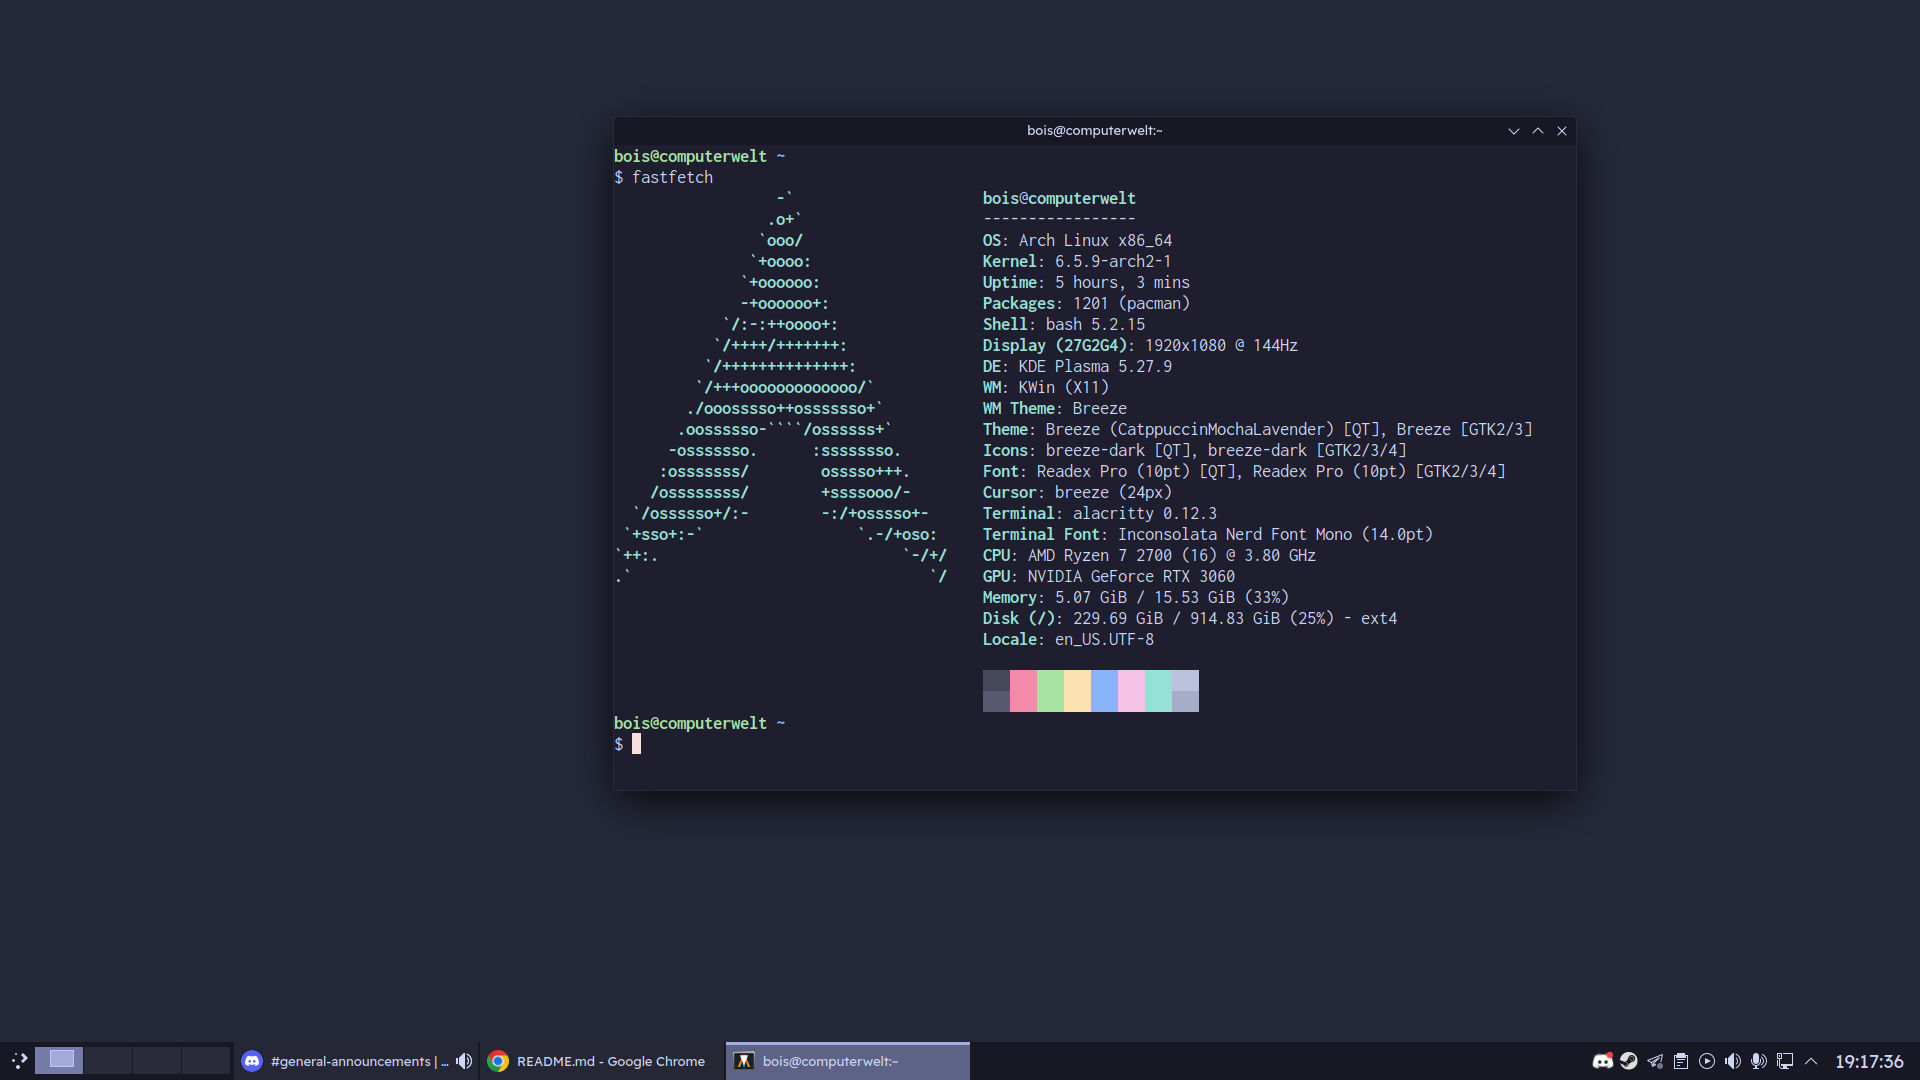 bois@computerwelt:~
bois@computerwelt ~
$ fastfetch
-`
.o+`
`ooo/
`+oooo:
`+oooooo:
-+oooooo+:
`/:-:++oooo+:
`/++++/+++++++:
`/++++++++++++++:
`/+++ooooooooooooo/`
./ooosssso++osssssso+`
.oossssso-````/ossssss+`
-osssssso.      :ssssssso.
:osssssss/        osssso+++.
/ossssssss/        +ssssooo/-
`/ossssso+/:-        -:/+osssso+-
`+sso+:-`                 `.-/+oso:
`++:.                           `-/+/
.`                                 `/
bois@computerwelt
-----------------
OS: Arch Linux x86_64
Kernel: 6.5.9-arch2-1
Uptime: 5 hours, 3 mins
Packages: 1201 (pacman)
Shell: bash 5.2.15
Display (27G2G4): 1920x1080 @ 144Hz
DE: KDE Plasma 5.27.9
WM: KWin (X11)
WM Theme: Breeze
Theme: Breeze (CatppuccinMochaLavender) [QT], Breeze [GTK2/3]
Icons: breeze-dark [QT], breeze-dark [GTK2/3/4]
Font: Readex Pro (10pt) [QT], Readex Pro (10pt) [GTK2/3/4]
Cursor: breeze (24px)
Terminal: alacritty 0.12.3
Terminal Font: Inconsolata Nerd Font Mono (14.0pt)
CPU: AMD Ryzen 7 2700 (16) @ 3.80 GHz
GPU: NVIDIA GeForce RTX 3060
Memory: 5.07 GiB / 15.53 GiB (33%)
Disk (/): 229.69 GiB / 914.83 GiB (25%) - ext4
Locale: en_US.UTF-8
bois@computerwelt ~
$
#general-announcements | …
README.md - Google Chrome
bois@computerwelt:~
19:17:36